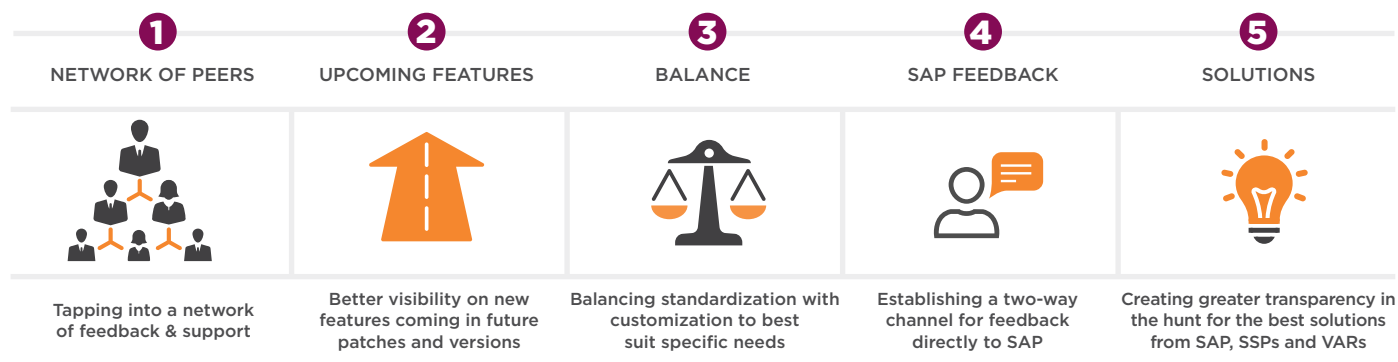 1
2
3
4
5
NETWORK OF PEERS
UPCOMING FEATURES
BALANCE
SAP FEEDBACK
SOLUTIONS
Tapping into a network
of feedback & support
Better visibility on new
features coming in future
patches and versions
Balancing standardization with
customization to best
suit specific needs
Establishing a two-way
channel for feedback
directly to SAP
Creating greater transparency in
the hunt for the best solutions
from SAP, SSPs and VARs